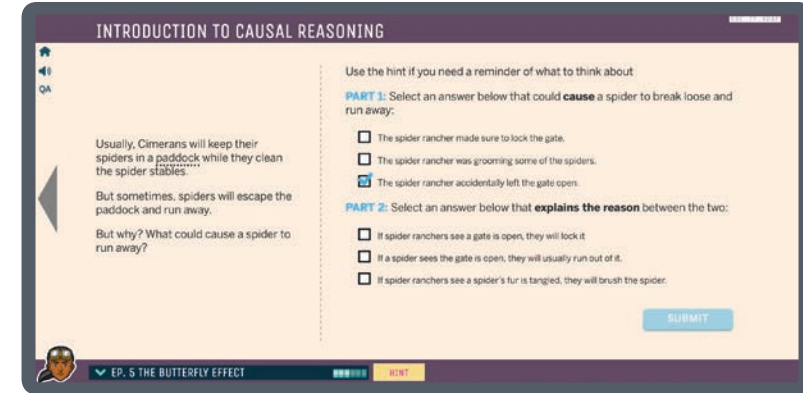 INTRODUCTION TO CAUSAL REASONING
QA
Usually, Cimerans will keep their
spiders in a paddock while they clean
the spider stables.
But sometimes, spiders will escape the
paddock and run away.
But why? What could cause a spider to
run away?
Use the hint if you need a reminder of what to think about
PART 1: Select an answer below that could cause a spider to break loose and
run away:
The spider rancher made sure to lock the gate.
The spider rancher was grooming some of the spiders.
The spider rancher accidentally left the gate open.
PART 2: Select an answer below that explains the reason between the two:
If spider ranchers see a gate is open, they will lock it
If a spider sees the gate is open, they will usually run out of it.
If spider ranchers see a spider's fur is tangled, they will brush the spider.
SUBMIT
EP. 5 THE BUTTERFLY EFFECT
HINT